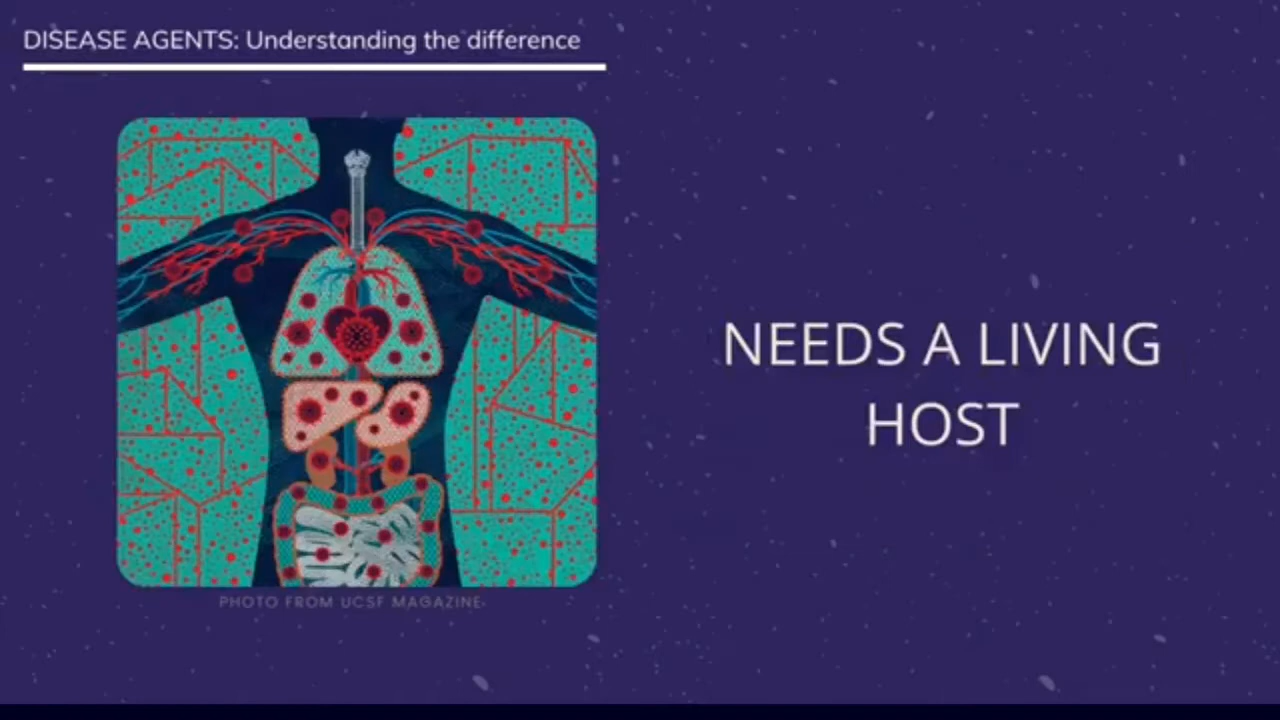 DISEASE AGENTS: Understanding the difference
NEEDS A LIVING
HOST
PHOTO FROM UCSF MAGAZINE